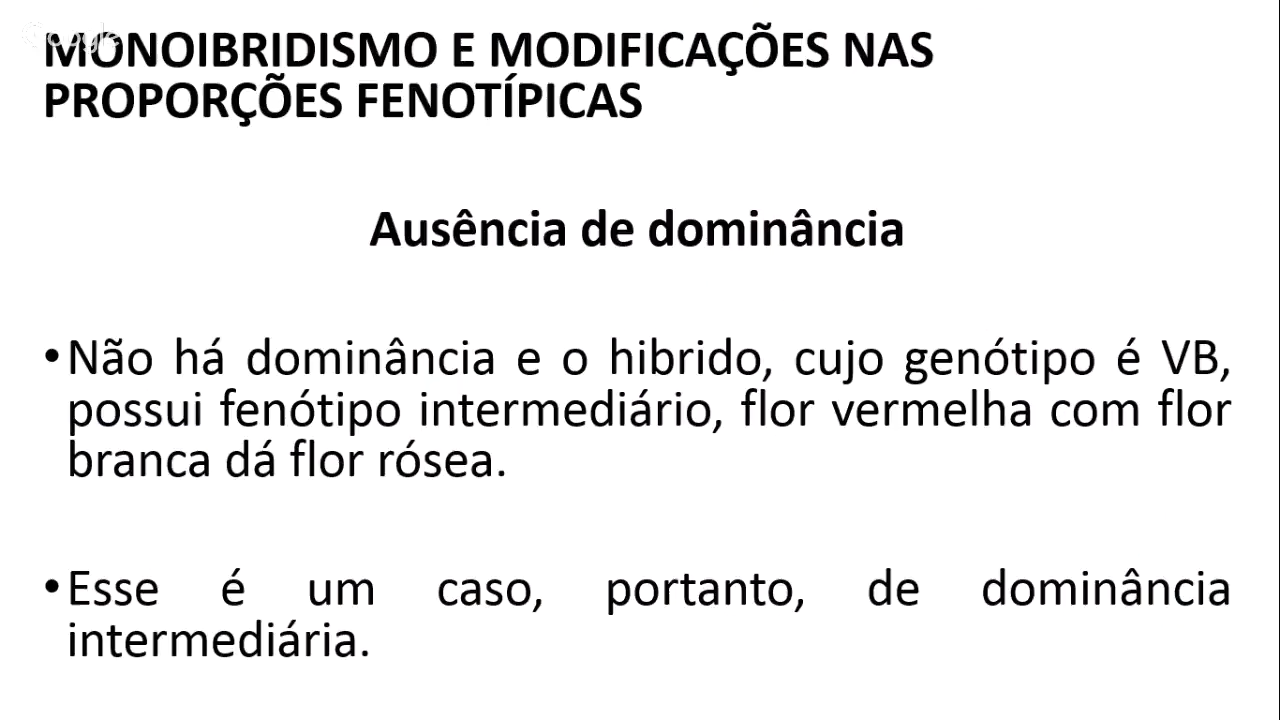 MONOIBRIDISMO E MODIFICAÇÕES NAS
PROPORÇÕES FENOTÍPICAS
Ausência de dominância
•Não há dominância e o hibrido, cujo genótipo é VB,
possui fenótipo intermediário, flor vermelha com flor
branca dá flor rósea.
•Esse é um caso, portanto, de dominância
intermediária.